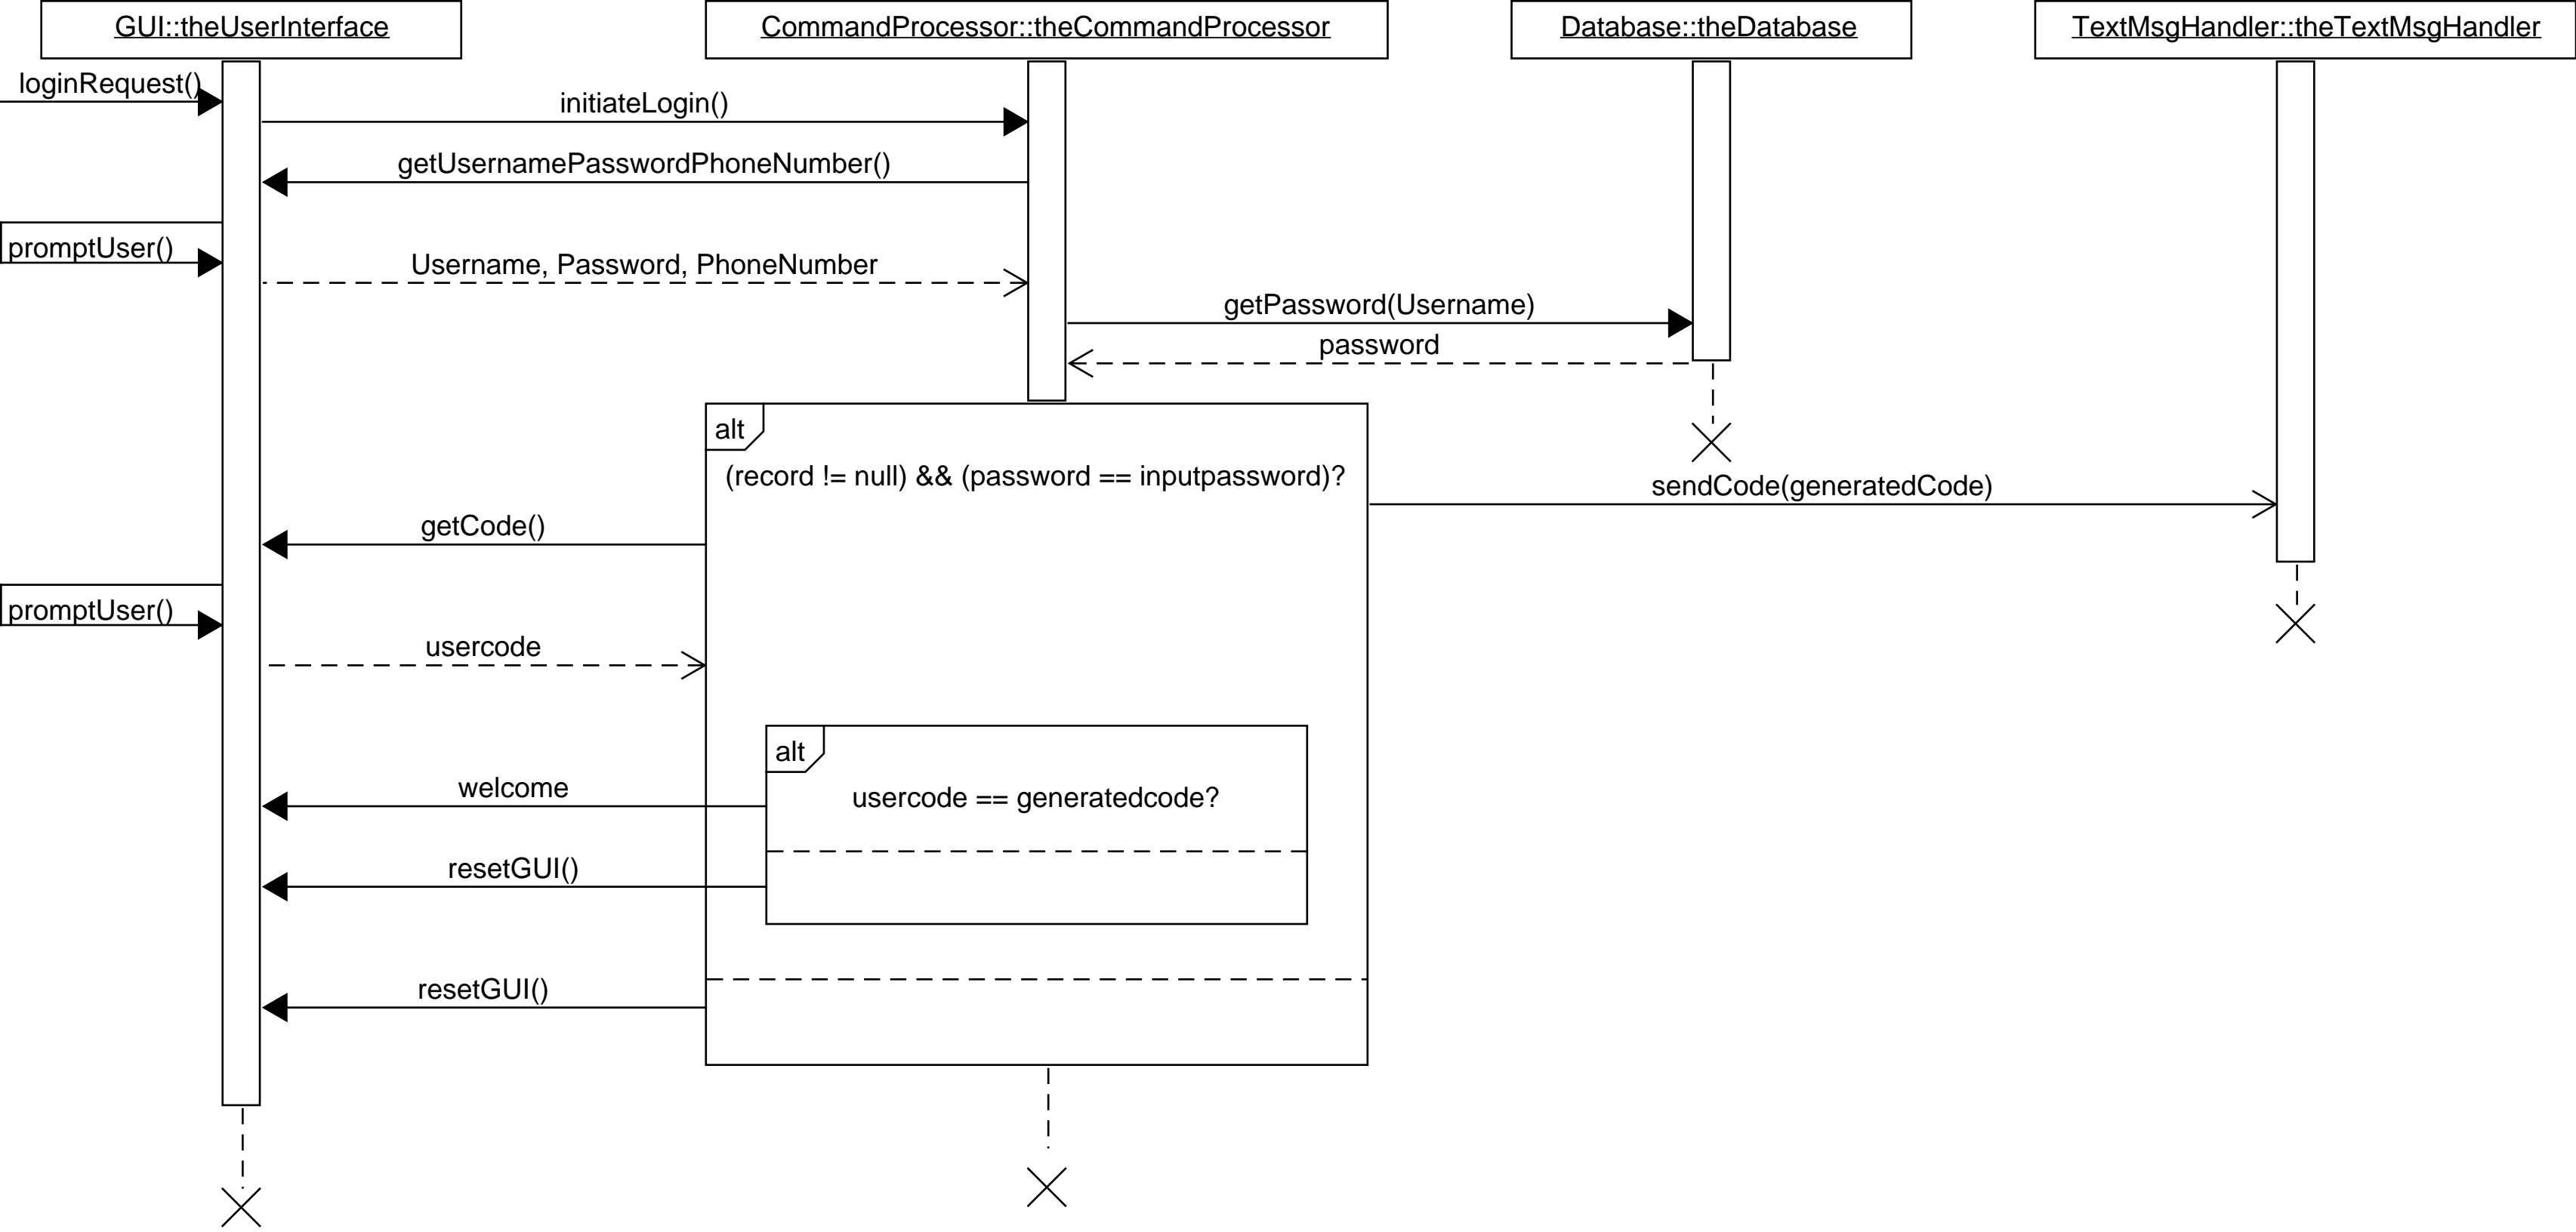 GUI::theUserInterface
CommandProcessor::theCommandProcessor
Database::theDatabase
TextMsgHandler::theTextMsgHandler
loginRequest()
initiateLogin()
getUsernamePasswordPhoneNumber()
promptUser()
Username, Password, PhoneNumber
getPassword(Username)
password
alt
(record != null) && (password == inputpassword)?
sendCode(generatedCode)
getCode()
promptUser()
usercode
alt
welcome
usercode == generatedcode?
resetGUI()
resetGUI()